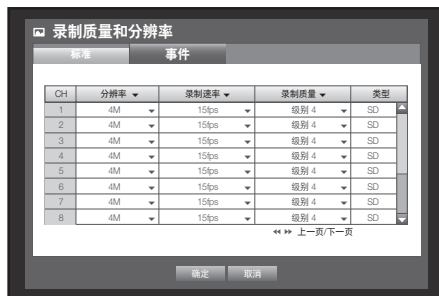 录制质量和分辨率
标准 事件
CH 分辨率 录制速率 录制质量 类型
1 4M 15fps 级别 4 SD
2 4M 15fps 级别 4 SD
3 4M 15fps 级别 4 SD
4 4M 15fps 级别 4 SD
5 4M 15fps 级别 4 SD
6 4M 15fps 级别 4 SD
7 4M 15fps 级别 4 SD
8 4M 15fps 级别 4 SD
上一页/下一页
确定 取消